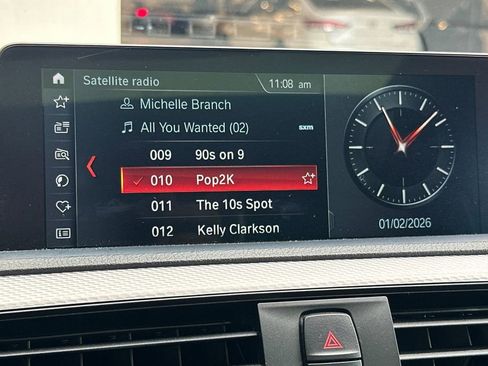 Satellite radio 11:08 am
Michelle Branch
All You Wanted (02) sxm
009 90s on 9
010 Pop2K
011 The 10s Spot
012 Kelly Clarkson
01/02/2026